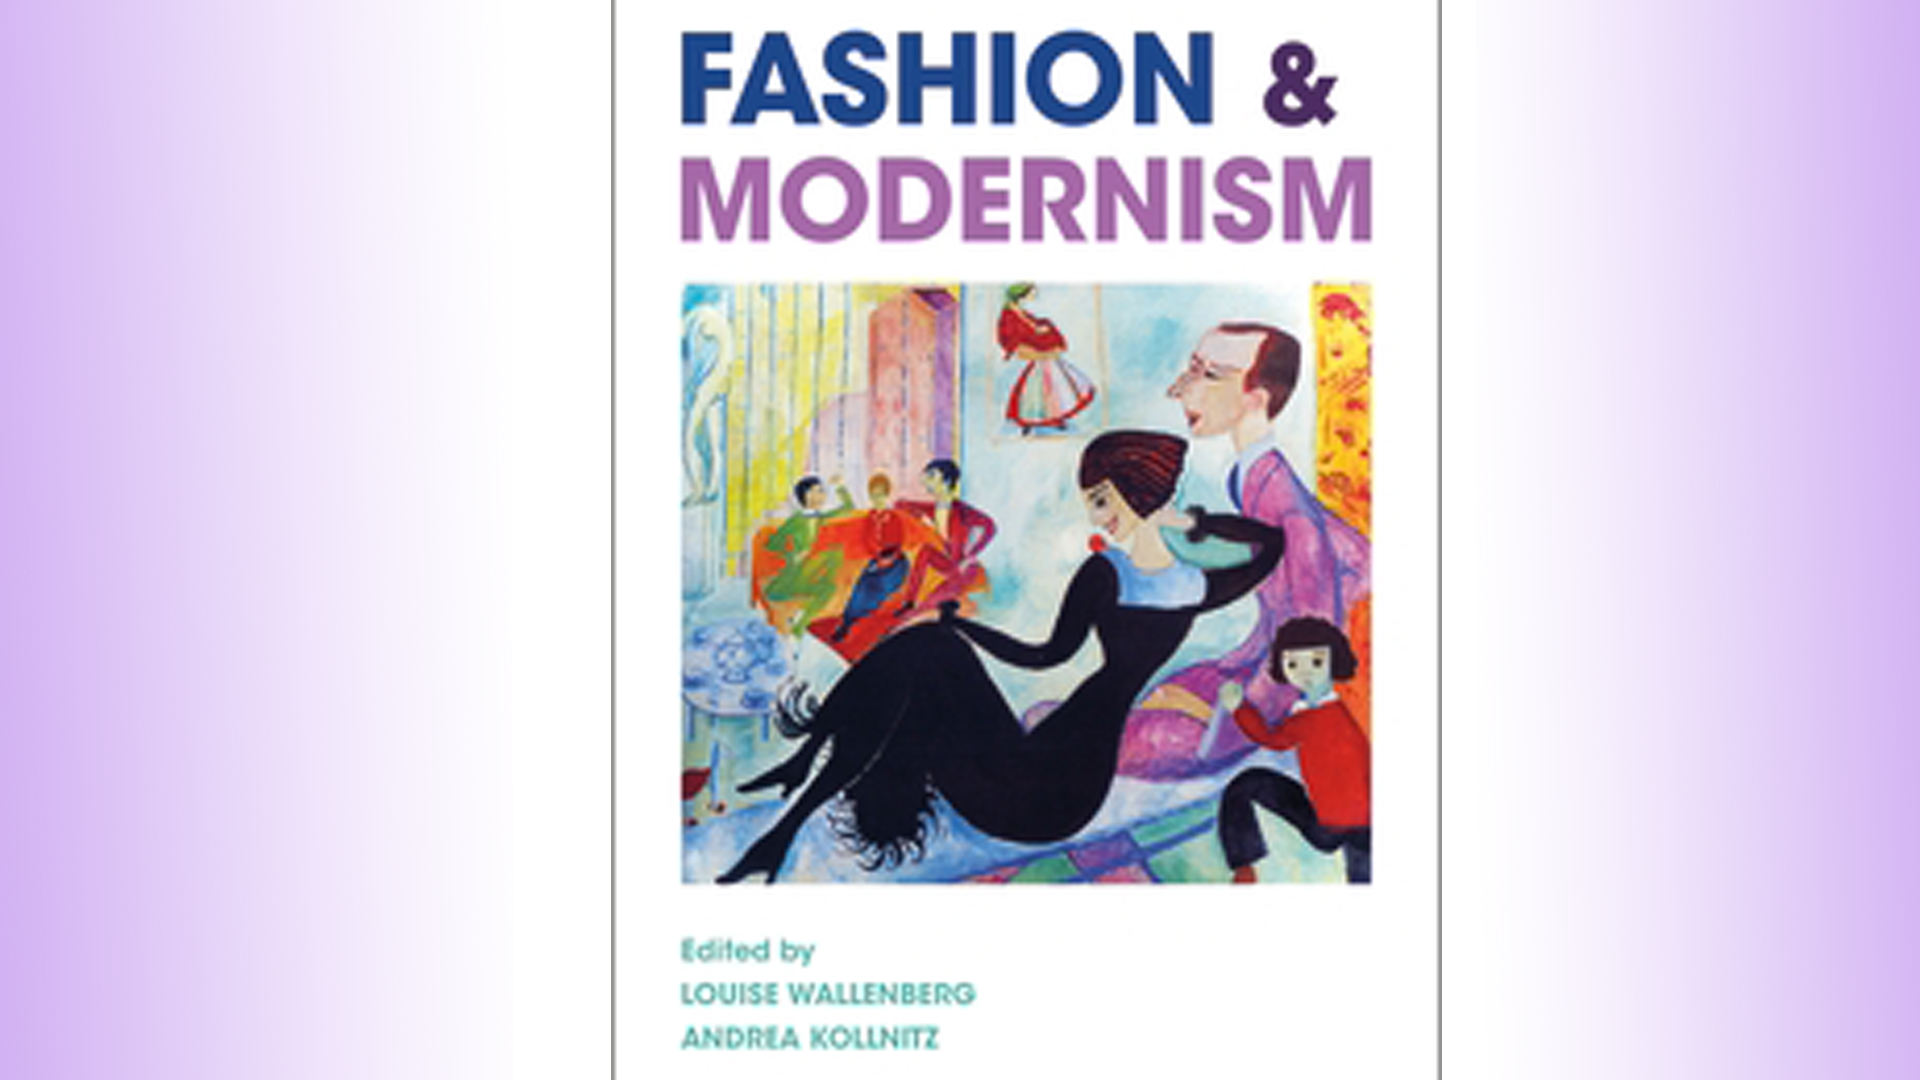 FASHION &
MODERNISM
Edited by
LOUISE WALLENBERG
ANDREA KOLLNITZ